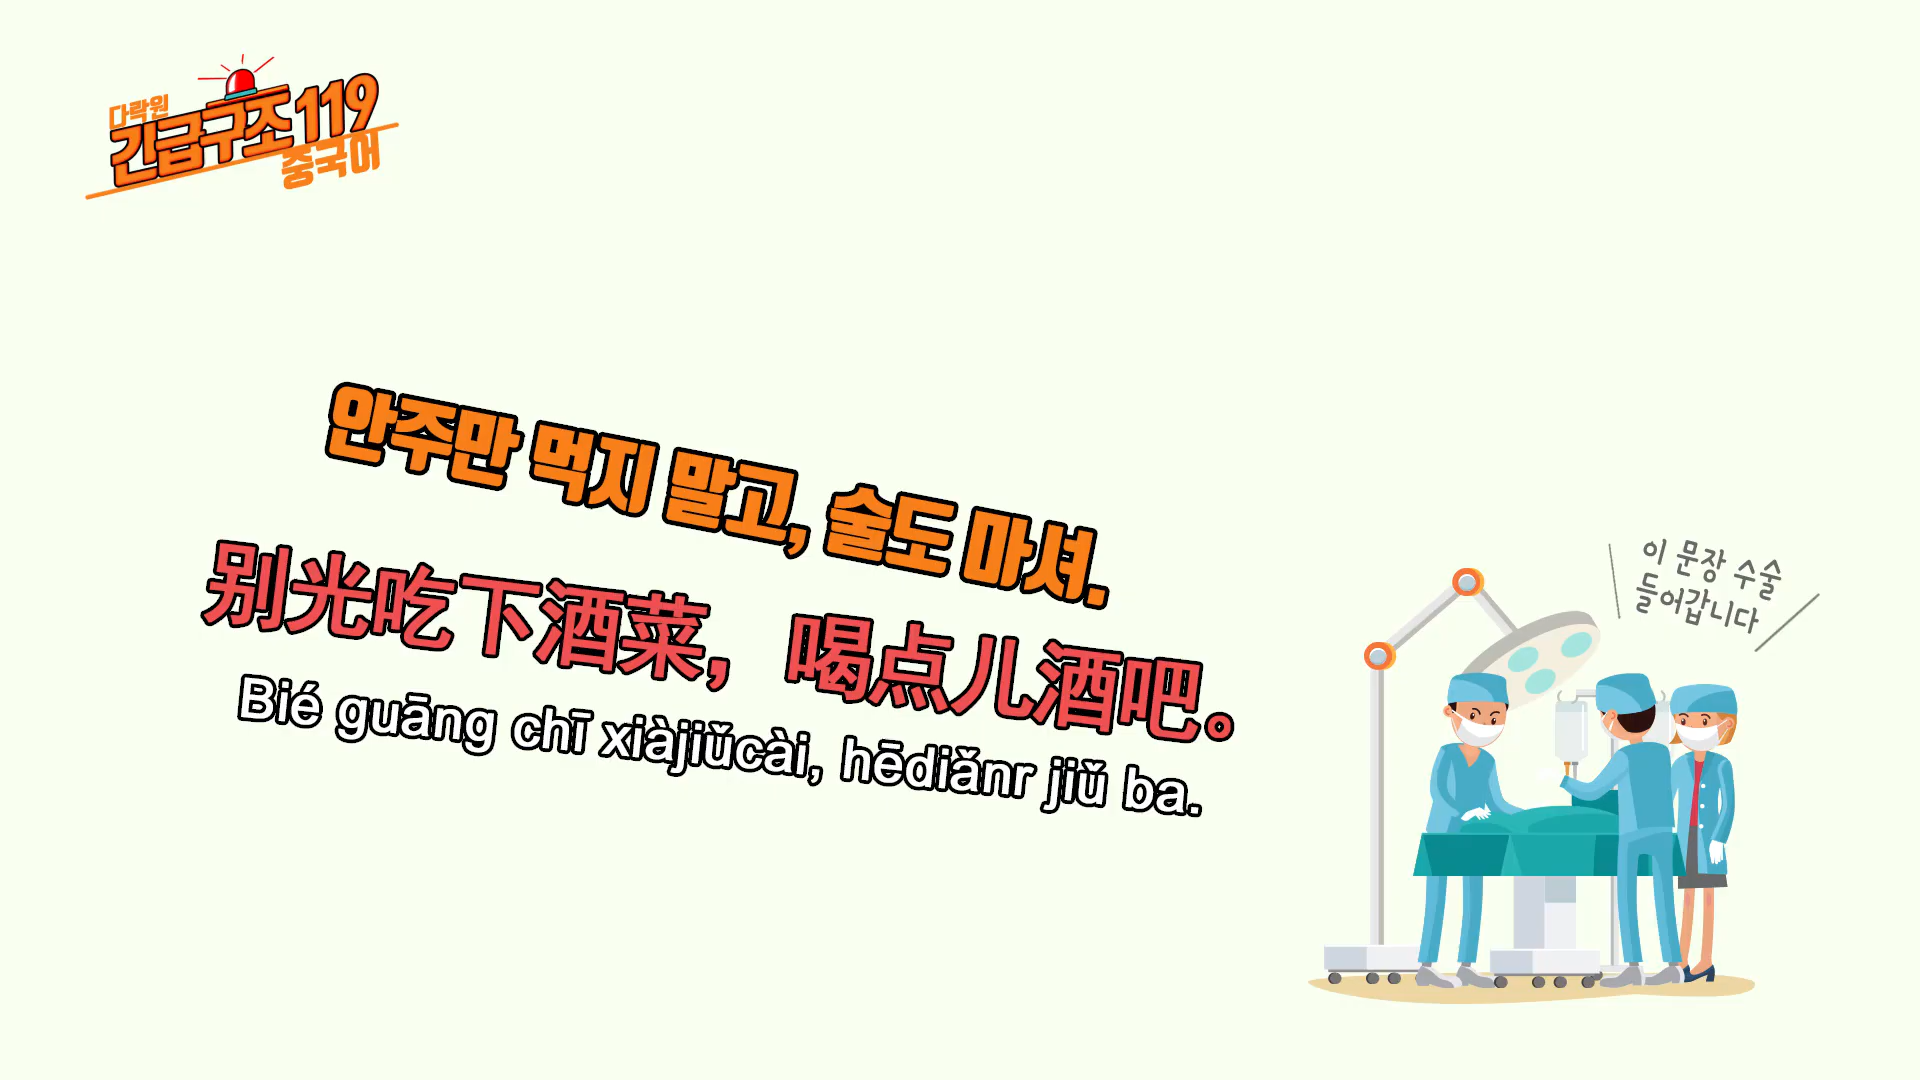 다락원
긴급구조119
중국어
안주만 먹지 말고, 술도 마셔.
别光吃下酒菜，喝点儿酒吧。
Bié guāng chī xiàjiǔcài, hēdiǎnr jiǔ ba.
이 문장 수술
들어갑니다